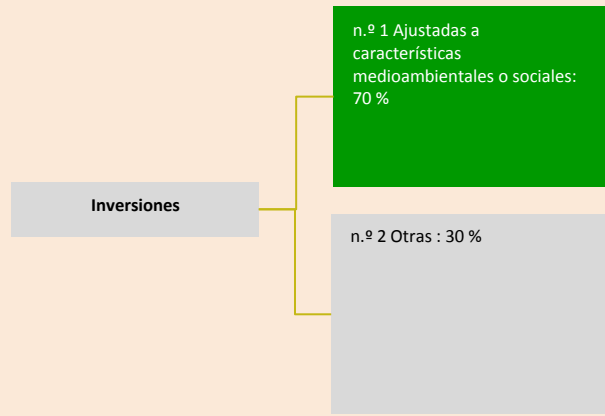 n.º 1 Ajustadas a
características
medioambientales o sociales:
70 %
Inversiones
n.º 2 Otras : 30 %